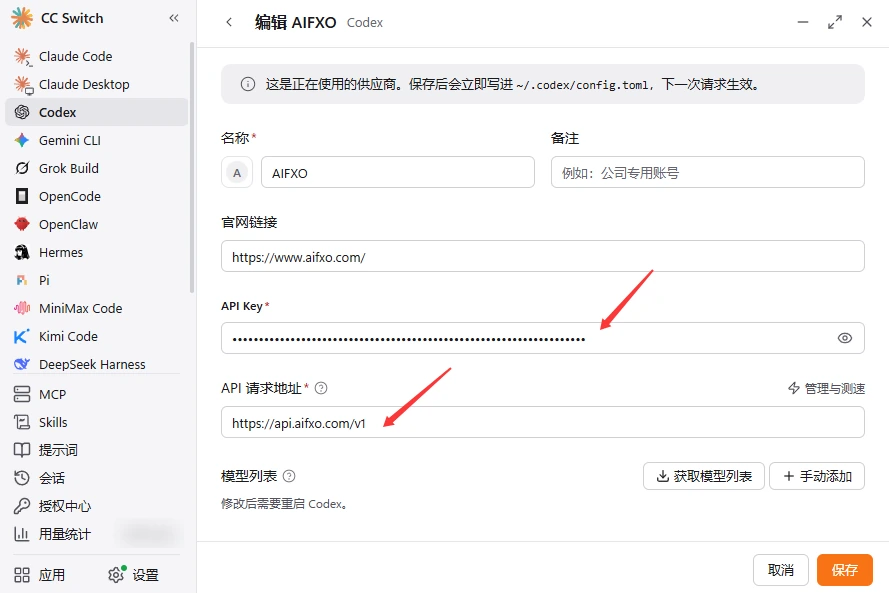 CC Switch
Claude Code
Claude Desktop
Codex
Gemini CLI
Grok Build
OpenCode
OpenClaw
Hermes
Pi
MiniMax Code
Kimi Code
DeepSeek Harness
MCP
Skills
提示词
会话
授权中心
用量统计
应用
设置
编辑 AIFXO Codex
这是正在使用的供应商。保存后会立即写进 ~/.codex/config.toml，下一次请求生效。
名称*
备注
A
AIFXO
例如：公司专用账号
官网链接
https://www.aifxo.com/
API Key*
API 请求地址*
管理与测速
https://api.aifxo.com/v1
模型列表
获取模型列表
手动添加
修改后需要重启 Codex。
取消
保存